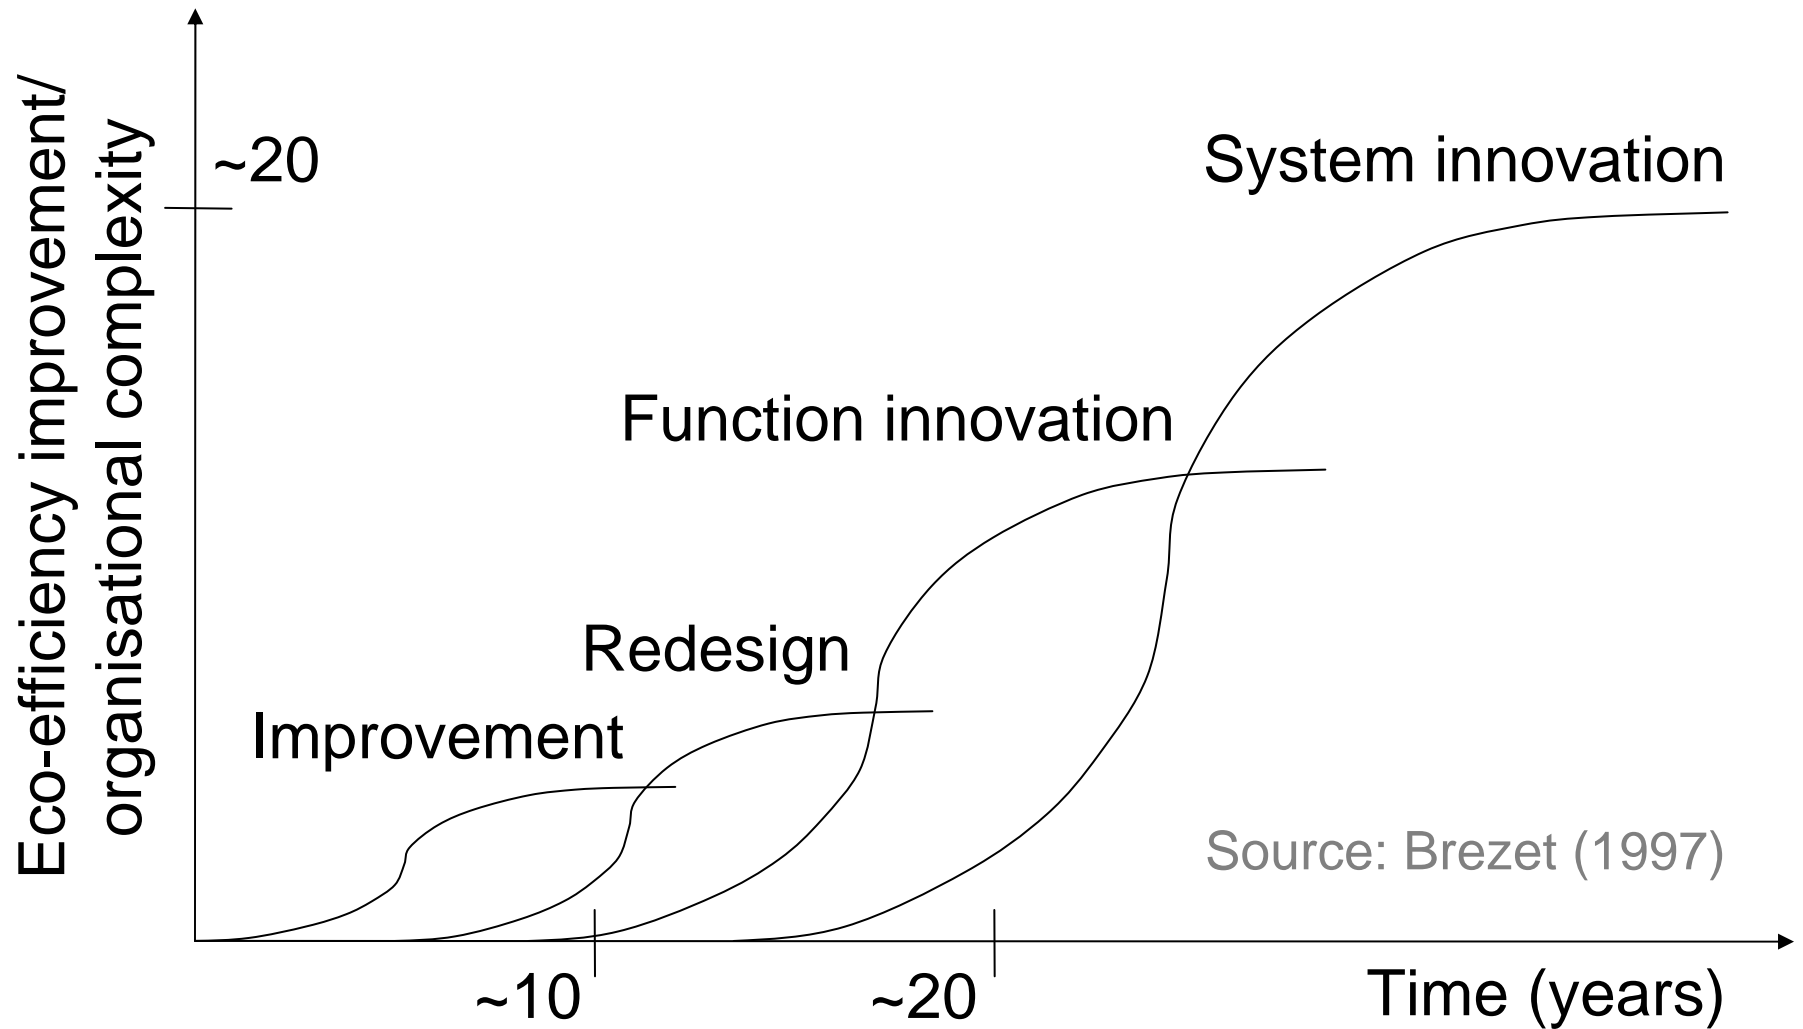 Eco-efficiency improvement/
organisational complexity
~20
System innovation
Function innovation
Redesign
Improvement
Source: Brezet (1997)
~10
~20
Time (years)